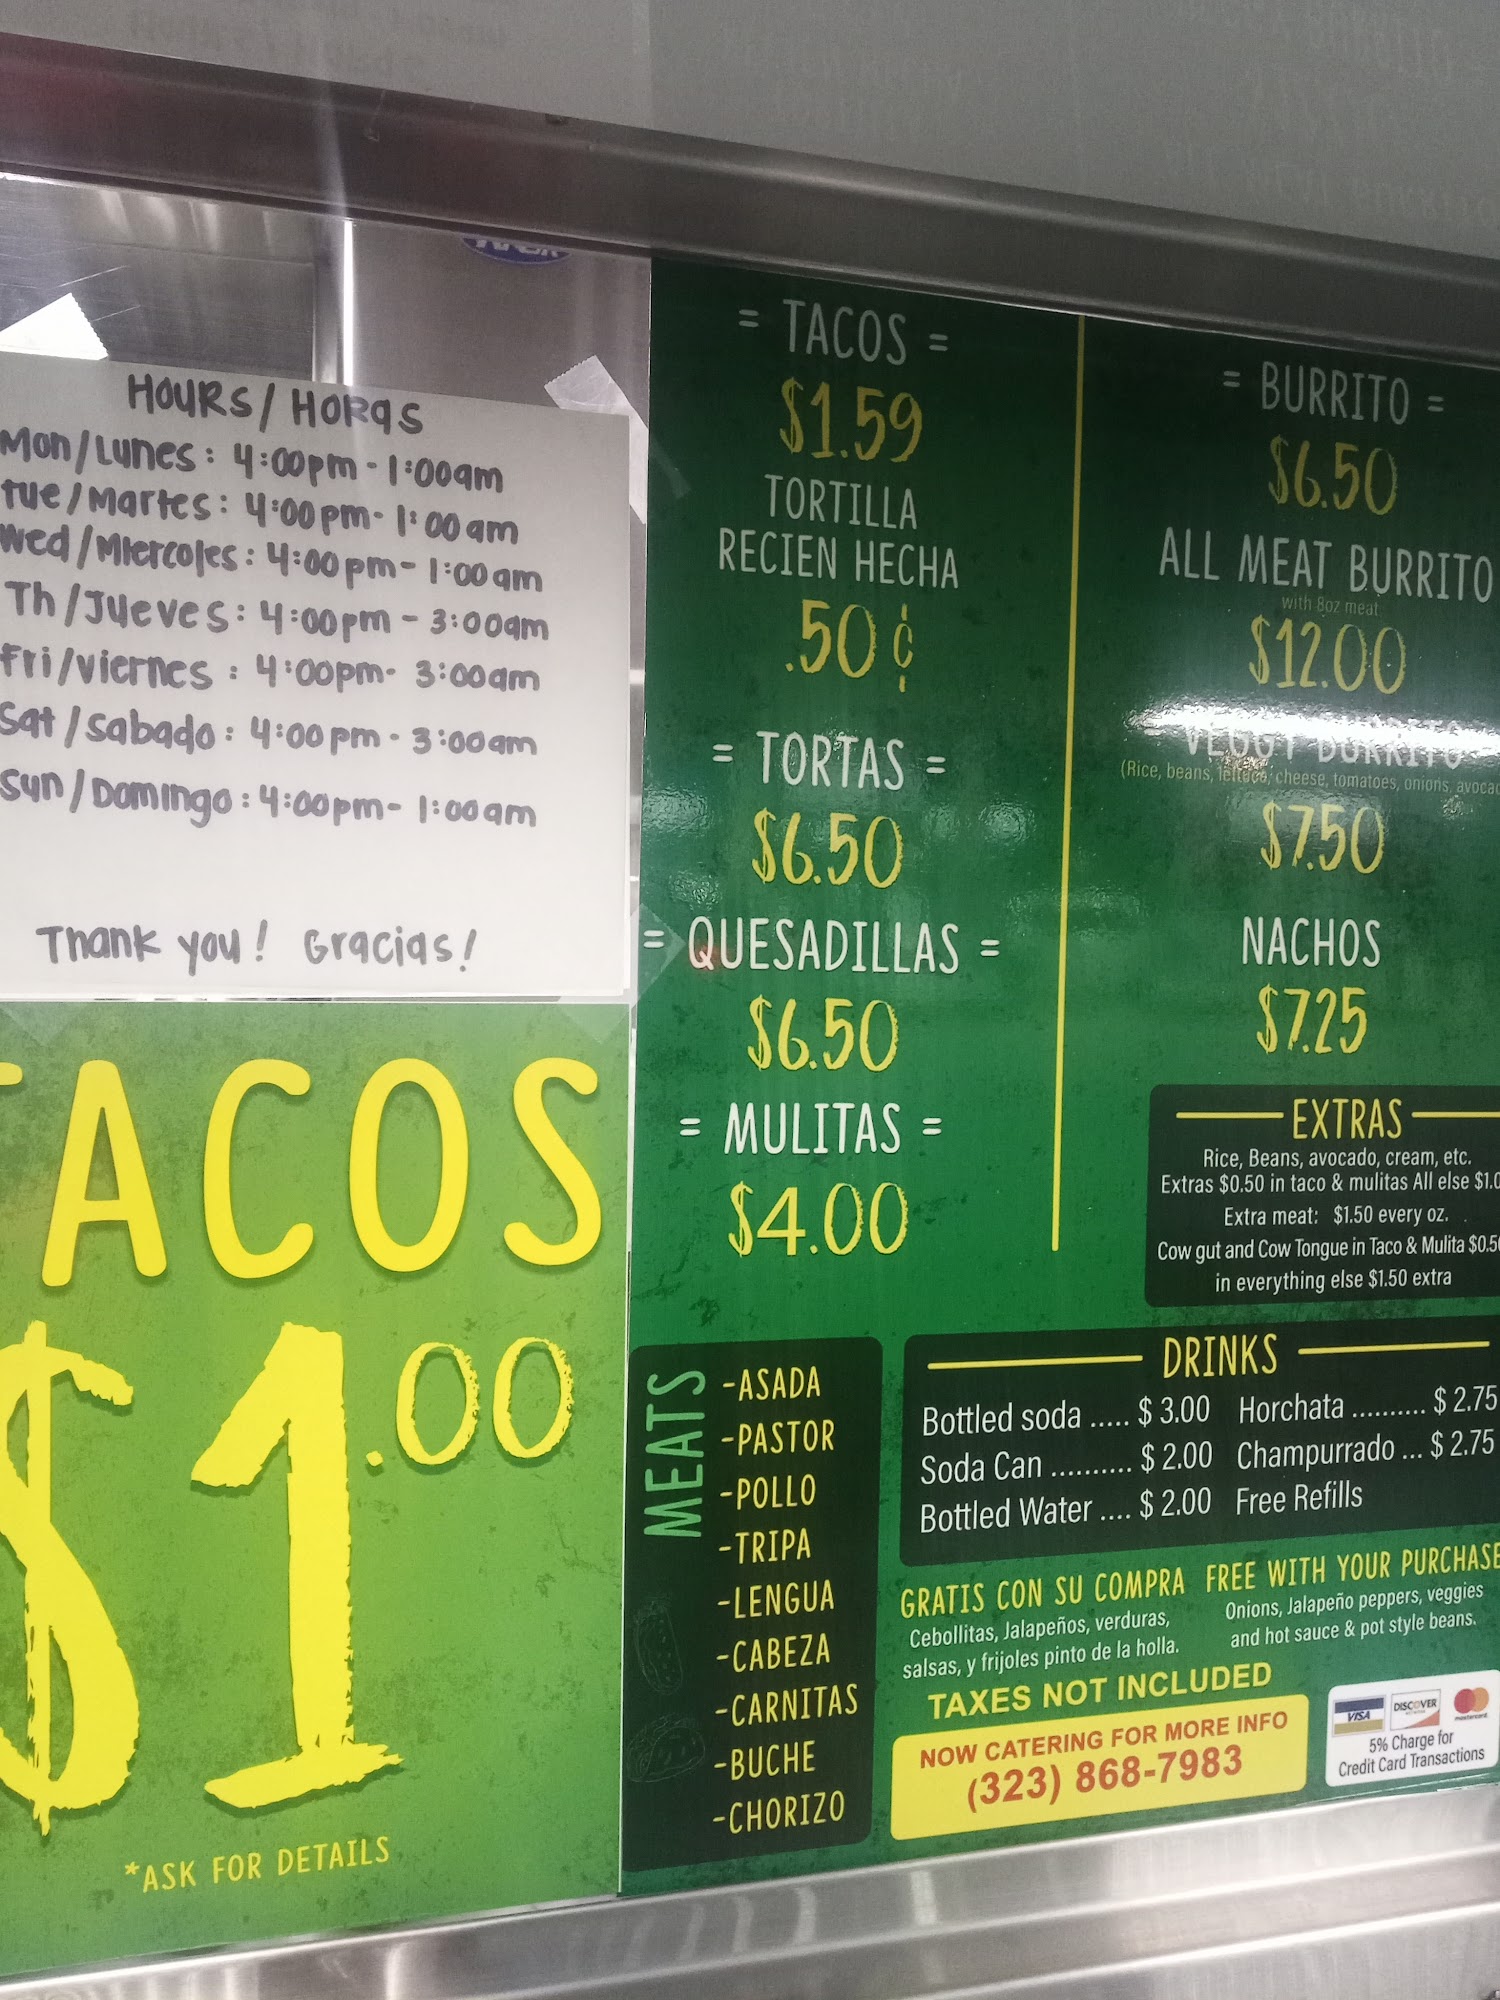 HOURS/HORAS
Mon/Lunes: 4:00pm - 1:00am
Tue/Martes: 4:00pm - 1:00am
Wed/Miercoles: 4:00pm - 1:00am
Th/Jueves: 4:00pm - 3:00am
Fri/Viernes: 4:00pm - 3:00am
Sat/Sabado: 4:00pm - 3:00am
Sun/Domingo: 4:00pm - 1:00am
Thank you! Gracias!
TACOS
$1.00
*ASK FOR DETAILS
= TACOS =
$1.59
TORTILLA
RECIEN HECHA
.50 ¢
= TORTAS =
$6.50
= QUESADILLAS =
$6.50
= MULITAS =
$4.00
= BURRITO =
$6.50
ALL MEAT BURRITO
with 8oz meat
$12.00
VEGGY BURRITO
(Rice, beans, lettuce, cheese, tomatoes, onions,
$7.50
NACHOS
$7.25
EXTRAS
Rice, Beans, avocado, cream, etc.
Extras $0.50 in taco & mulitas All else
Extra meat: $1.50 every oz.
Cow gut and Cow Tongue in Taco & Mulita
in everything else $1.50 extra
MEATS
-ASADA
-PASTOR
-POLLO
-TRIPA
-LENGUA
-CABEZA
-CARNITAS
-BUCHE
-CHORIZO
DRINKS
Bottled soda ..... $ 3.00
Soda Can .......... $ 2.00
Bottled Water .... $ 2.00
Horchata .......... $ 2.75
Champurrado ... $ 2.75
Free Refills
GRATIS CON SU COMPRA
Cebollitas, Jalapeños, verduras,
salsas, y frijoles pinto de la holla.
FREE WITH YOUR PURCHASE
Onions, Jalapeño peppers, veggies
and hot sauce & pot style beans.
TAXES NOT INCLUDED
NOW CATERING FOR MORE INFO
(323) 868-7983
VISA
DISCOVER
mastercard
5% Charge for
Credit Card Transactions